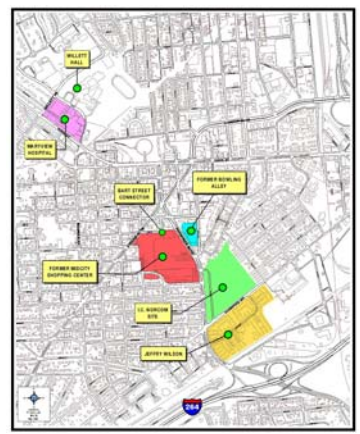 WILLETT
HALL
MARYVIEW
HOSPITAL
BART STREET
CONNECTOR
FORMER BOWLING
ALLEY
FORMER MIDCITY
SHOPPING CENTER
I.C. NORCOM
SITE
JEFFRY WILSON
264